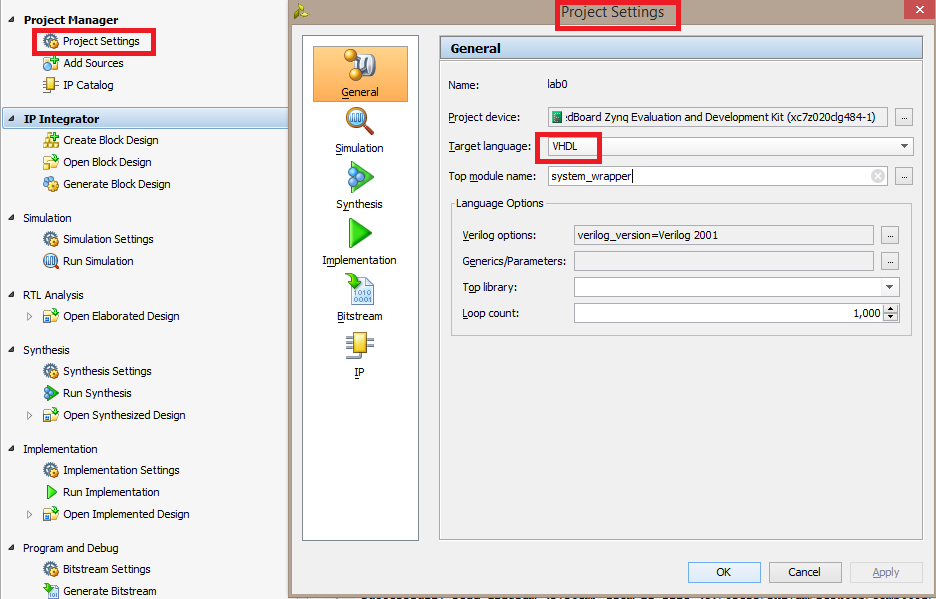 Project Manager
Project Settings
Add Sources
IP Catalog
IP Integrator
Create Block Design
Open Block Design
Generate Block Design
Simulation
Simulation Settings
Run Simulation
RTL Analysis
Open Elaborated Design
Synthesis
Synthesis Settings
Run Synthesis
Open Synthesized Design
Implementation
Implementation Settings
Run Implementation
Open Implemented Design
Program and Debug
Bitstream Settings
Generate Bitstream
Project Settings
General
Simulation
Synthesis
Implementation
Bitstream
IP
General
Name: lab0
Project device: :dBoard Zynq Evaluation and Development Kit (xc7z020clg484-1) ...
Target language: VHDL
Top module name: system_wrapper ...
Language Options
Verilog options: verilog_version=Verilog 2001 ...
Generics/Parameters: ...
Top library:
Loop count: 1,000
OK Cancel Apply